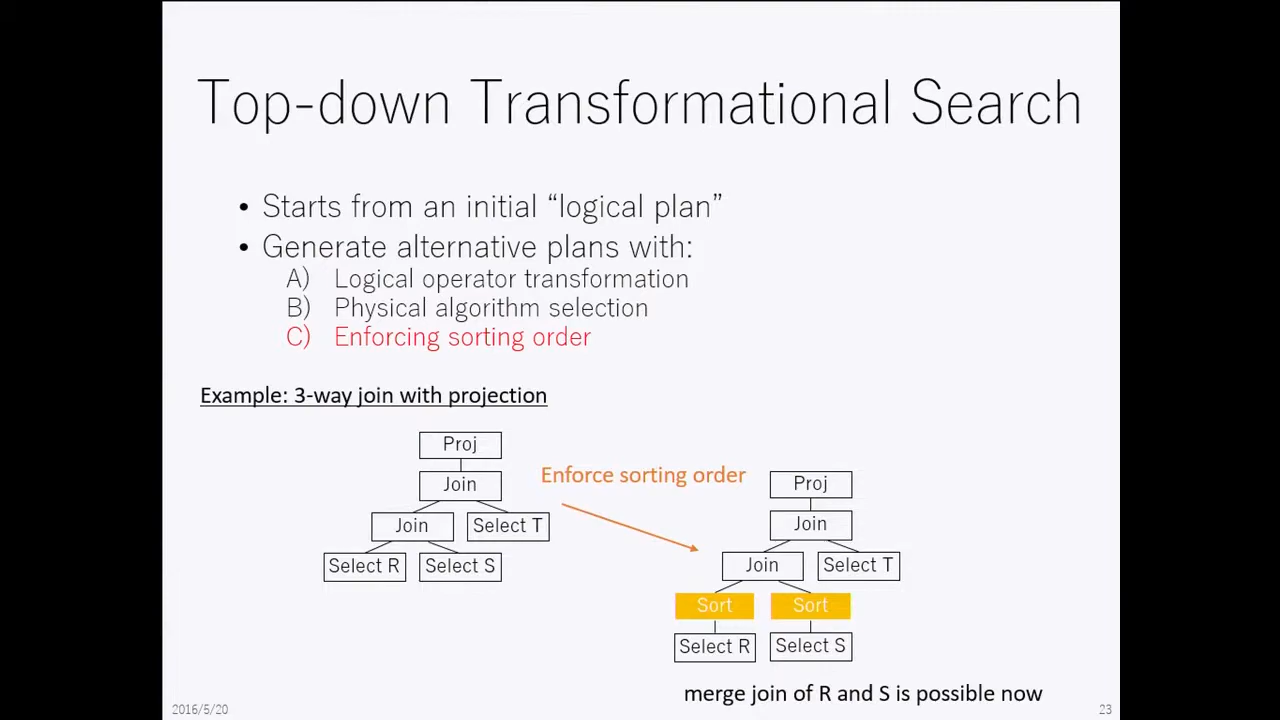 Top-down Transformational Search
• Starts from an initial “logical plan”
• Generate alternative plans with:
A) Logical operator transformation
B) Physical algorithm selection
C) Enforcing sorting order
Example: 3-way join with projection
Proj
Join
Join
Select T
Select R
Select S
Enforce sorting order
Proj
Join
Join
Select T
Sort
Sort
Select R
Select S
merge join of R and S is possible now
2016/5/20
23